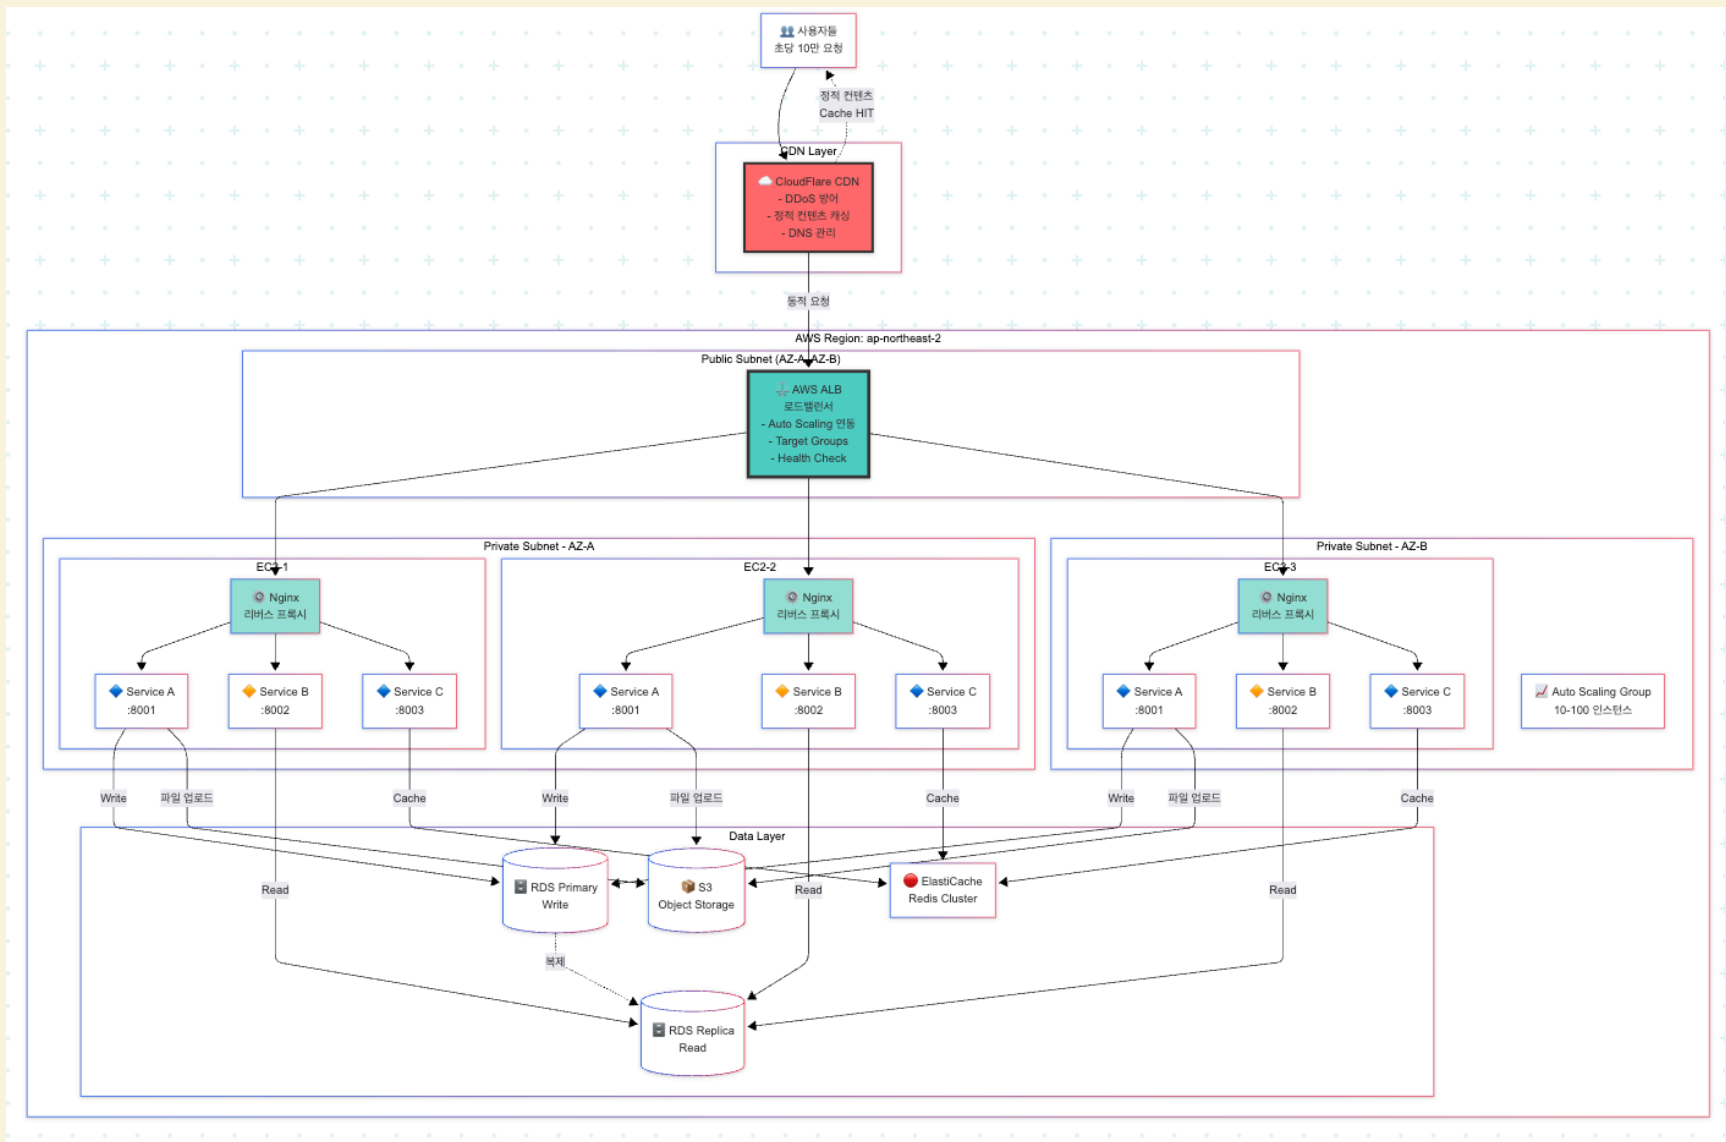 👥 사용자들
초당 10만 요청
정적 컨텐츠
Cache HIT
CDN Layer
☁️ CloudFlare CDN
- DDoS 방어
- 정적 컨텐츠 캐싱
- DNS 관리
동적 요청
AWS Region: ap-northeast-2
Public Subnet (AZ-A, AZ-B)
⚖️ AWS ALB
로드밸런서
- Auto Scaling 연동
- Target Groups
- Health Check
Private Subnet - AZ-A
EC2-1
Nginx
리버스 프록시
🔷 Service A
:8001
🔶 Service B
:8002
🔷 Service C
:8003
EC2-2
Nginx
리버스 프록시
🔷 Service A
:8001
🔶 Service B
:8002
🔷 Service C
:8003
Private Subnet - AZ-B
EC2-3
Nginx
리버스 프록시
🔷 Service A
:8001
🔶 Service B
:8002
🔷 Service C
:8003
📈 Auto Scaling Group
10-100 인스턴스
Write
파일 업로드
Cache
Write
파일 업로드
Cache
Write
파일 업로드
Cache
Data Layer
🗄️ RDS Primary
Write
📦 S3
Object Storage
🔴 ElastiCache
Redis Cluster
Read
Read
Read
복제
🗄️ RDS Replica
Read